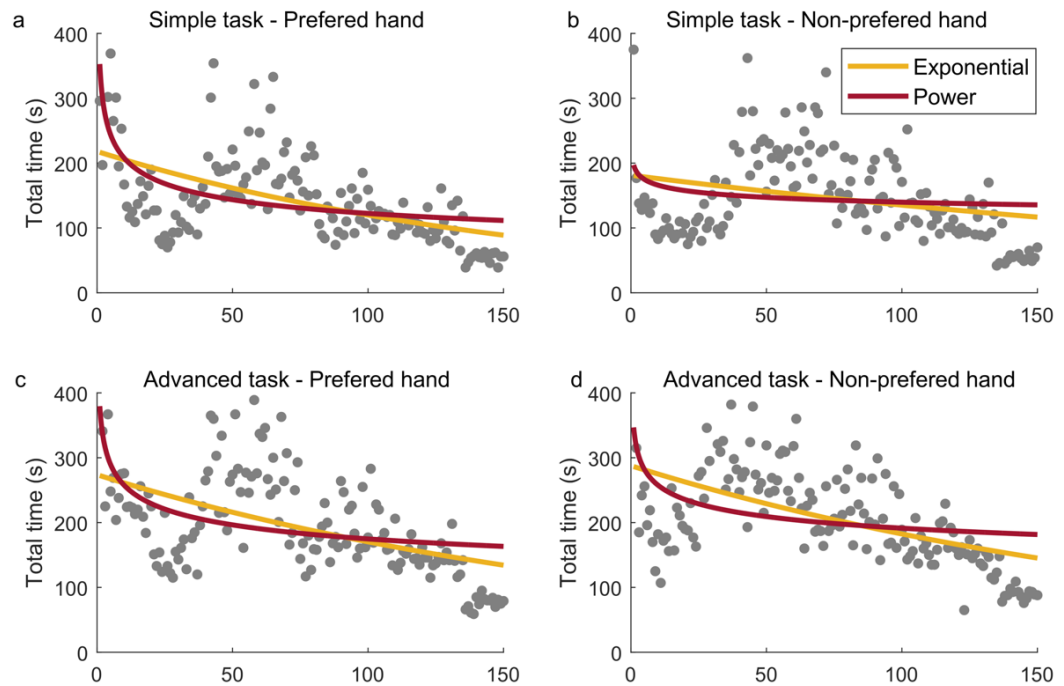 a Simple task - Prefered hand
400
300
200
100
0
Total time (s)
0 50 100 150
b Simple task - Non-prefered hand
400
300
200
100
0
Total time (s)
Exponential
Power
0 50 100 150
c Advanced task - Prefered hand
400
300
200
100
0
Total time (s)
0 50 100 150
d Advanced task - Non-prefered hand
400
300
200
100
0
Total time (s)
0 50 100 150